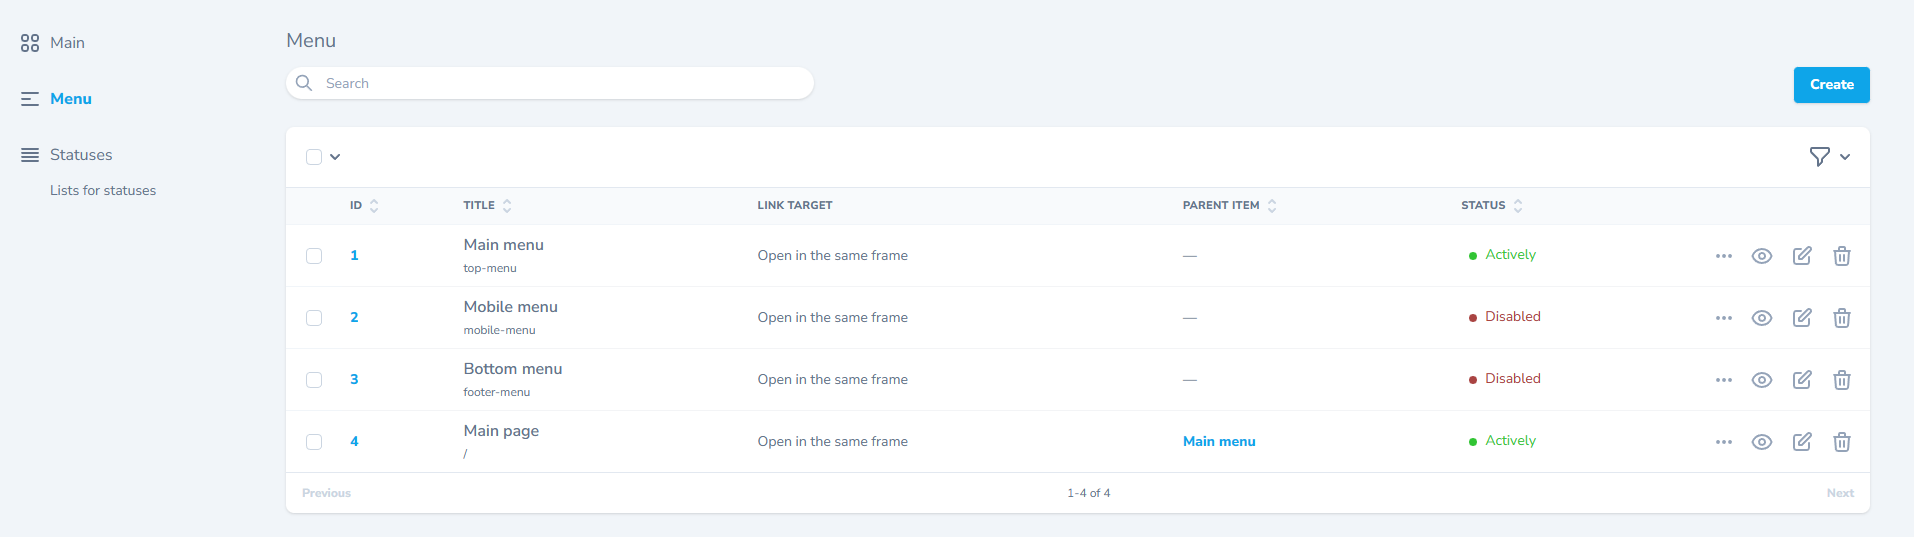 Main
Menu
Statuses
Lists for statuses
Menu
Search
Create
ID TITLE LINK TARGET PARENT ITEM STATUS
1 Main menu Open in the same frame — Actively
top-menu
2 Mobile menu Open in the same frame — Disabled
mobile-menu
3 Bottom menu Open in the same frame — Disabled
footer-menu
4 Main page Open in the same frame Main menu Actively
/
Previous 1-4 of 4 Next